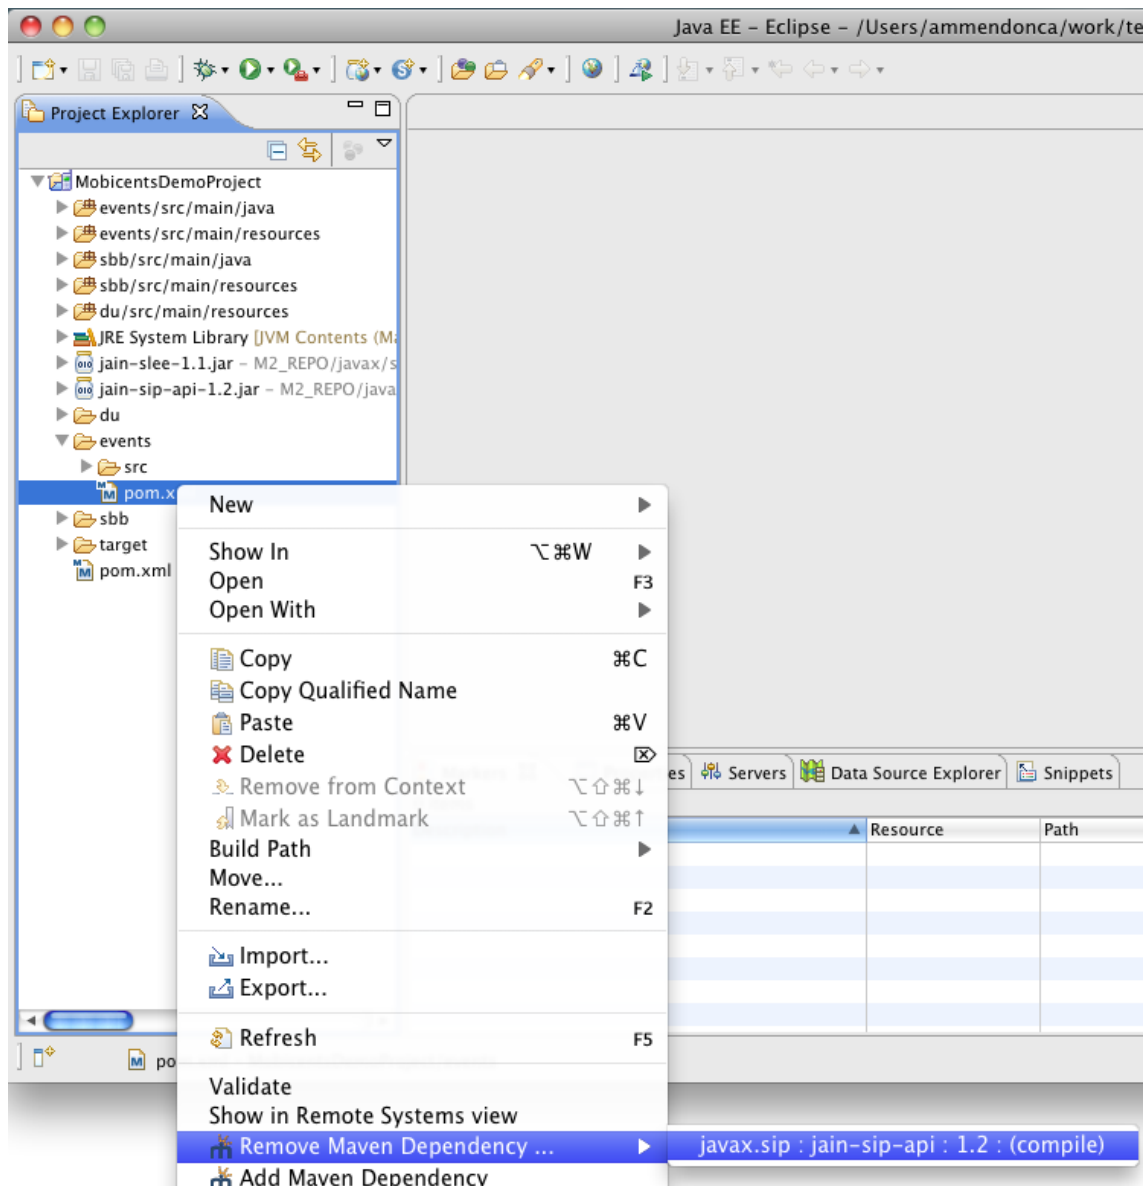 Java EE – Eclipse – /Users/ammendonca/work/te
Project Explorer
MobicentsDemoProject
events/src/main/java
events/src/main/resources
sbb/src/main/java
sbb/src/main/resources
du/src/main/resources
JRE System Library [JVM Contents (Ma
jain-slee-1.1.jar – M2_REPO/javax/s
jain-sip-api-1.2.jar – M2_REPO/java
du
events
src
pom.x
sbb
target
pom.xml
New
Show In ⌥⌘W
Open F3
Open With
Copy ⌘C
Copy Qualified Name
Paste ⌘V
Delete ⌦
Remove from Context ⌥⇧⌘↓
Mark as Landmark ⌥⇧⌘↑
Build Path
Move...
Rename... F2
Import...
Export...
Refresh F5
Validate
Show in Remote Systems view
Remove Maven Dependency ...
Add Maven Dependency
javax.sip : jain-sip-api : 1.2 : (compile)
es Servers Data Source Explorer Snippets
Resource Path
po